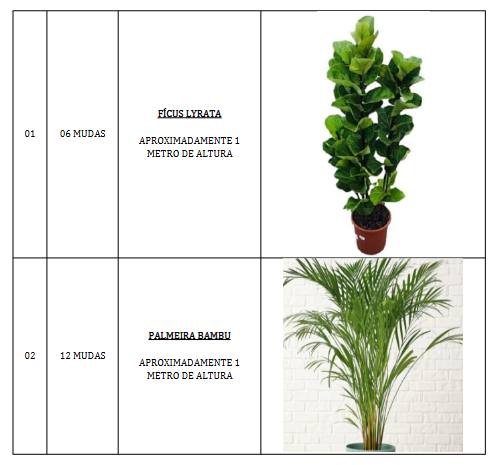 01
06 MUDAS
FÍCUS LYRATA
APROXIMADAMENTE 1
METRO DE ALTURA
02
12 MUDAS
PALMEIRA BAMBU
APROXIMADAMENTE 1
METRO DE ALTURA